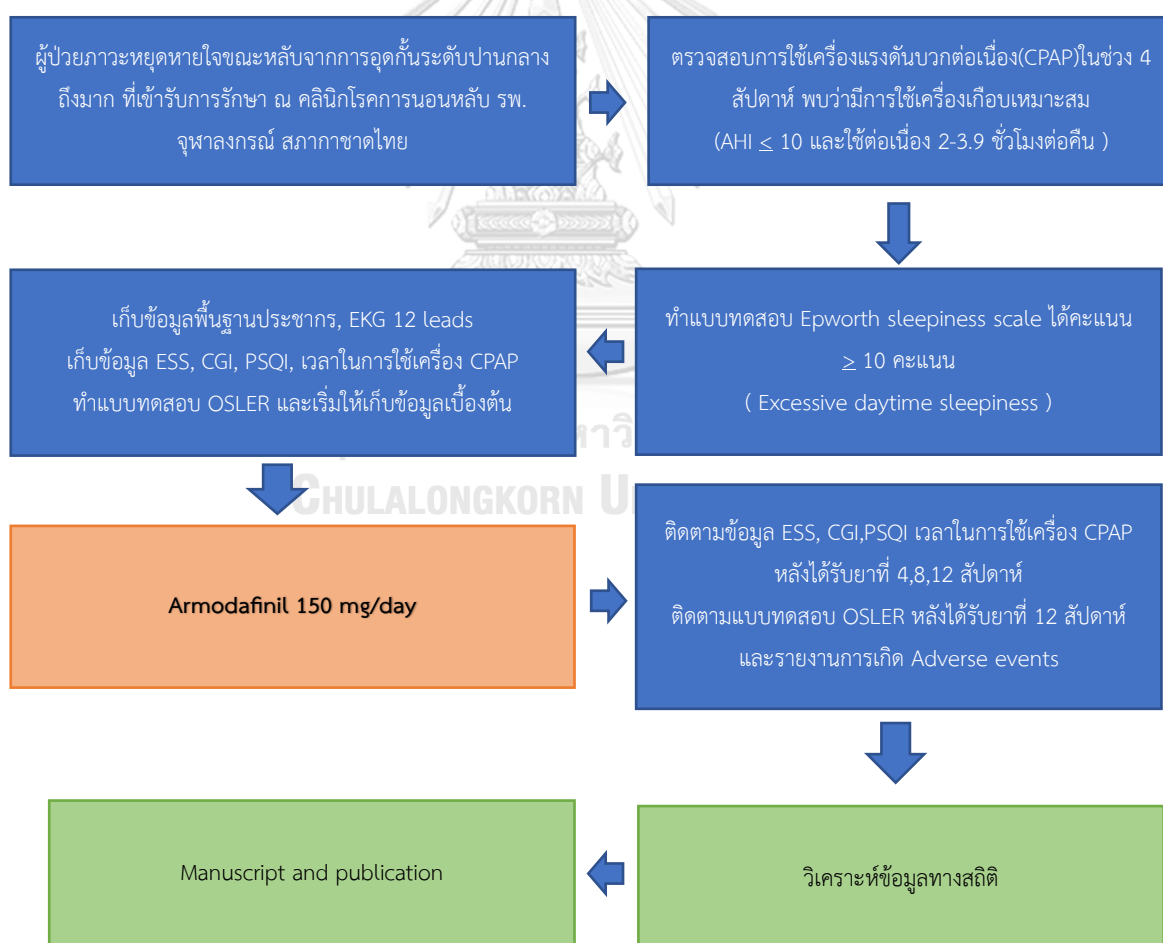 ผู้ป่วยภาวะหยุดหายใจขณะหลับจากการอุดกั้นระดับปานกลาง
ถึงมาก ที่เข้ารับการรักษา ณ คลินิกโรคการนอนหลับ รพ.
จุฬาลงกรณ์ สภากาชาดไทย
ตรวจสอบการใช้เครื่องแรงดันบวกต่อเนื่อง(CPAP)ในช่วง 4
สัปดาห์ พบว่ามีการใช้เครื่องเกือบเหมาะสม
(AHI ≤ 10 และใช้ต่อเนื่อง 2-3.9 ชั่วโมงต่อคืน )
ทำแบบทดสอบ Epworth sleepiness scale ได้คะแนน
≥ 10 คะแนน
( Excessive daytime sleepiness )
เก็บข้อมูลพื้นฐานประชากร, EKG 12 leads
เก็บข้อมูล ESS, CGI, PSQI, เวลาในการใช้เครื่อง CPAP
ทำแบบทดสอบ OSLER และเริ่มให้เก็บข้อมูลเบื้องต้น
CHULALONGKORN
Armodafinil 150 mg/day
ติดตามข้อมูล ESS, CGI,PSQI เวลาในการใช้เครื่อง CPAP
หลังได้รับยาที่ 4,8,12 สัปดาห์
ติดตามแบบทดสอบ OSLER หลังได้รับยาที่ 12 สัปดาห์
และรายงานการเกิด Adverse events
วิเคราะห์ข้อมูลทางสถิติ
Manuscript and publication